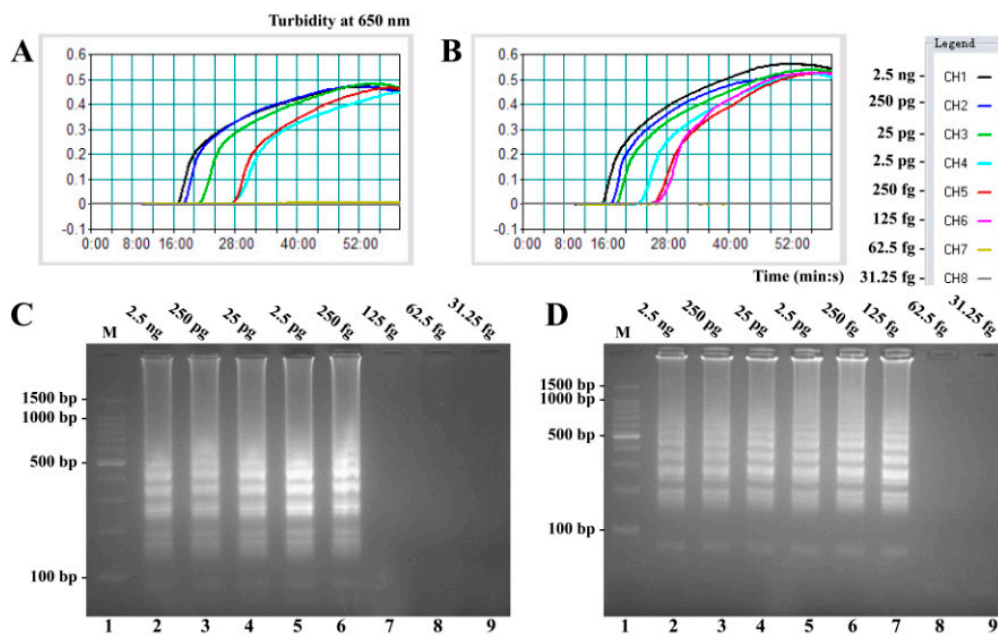 Turbidity at 650 nm
A
0.6
0.5
0.4
0.3
0.2
0.1
0
-0.1
0:00 8:00 16:00 28:00 40:00 52:00
B
0.6
0.5
0.4
0.3
0.2
0.1
0
-0.1
0:00 8:00 16:00 28:00 40:00 52:00
Time (min:s)
Legend
2.5 ng CH1
250 pg CH2
25 pg CH3
2.5 pg CH4
250 fg CH5
125 fg CH6
62.5 fg CH7
31.25 fg CH8
C
M 2.5 ng 250 pg 25 pg 2.5 pg 250 fg 125 fg 62.5 fg 31.25 fg
1500 bp
1000 bp
500 bp
100 bp
1 2 3 4 5 6 7 8 9
D
M 2.5 ng 250 pg 25 pg 2.5 pg 250 fg 125 fg 62.5 fg 31.25 fg
1500 bp
1000 bp
500 bp
100 bp
1 2 3 4 5 6 7 8 9